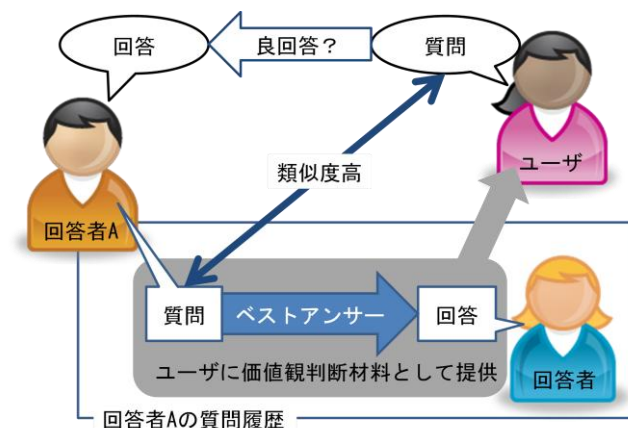 回答
良回答？
質問
ユーザ
回答者A
類似度高
質問
ベストアンサー
回答
ユーザに価値観判断材料として提供
回答者
回答者Aの質問履歴